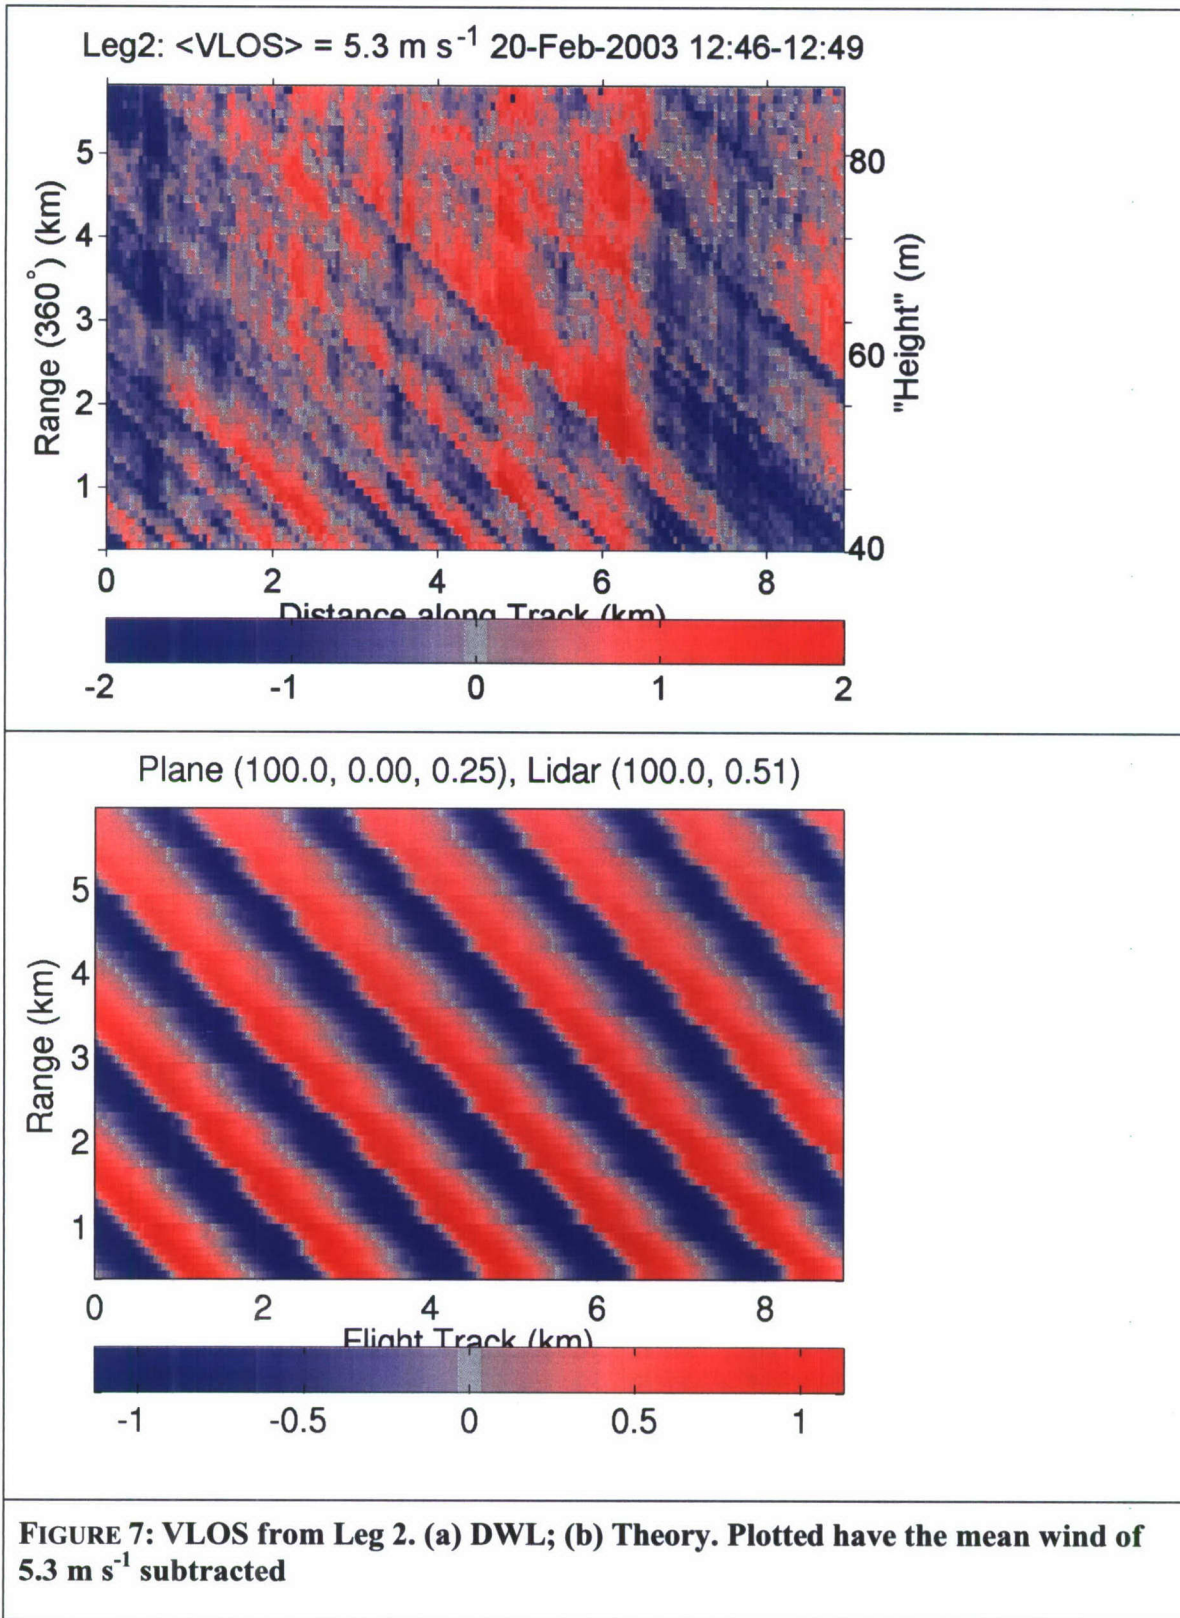 Leg2: <VLOS> = 5.3 m s-1 20-Feb-2003 12:46-12:49
Range (360°) (km)
5
4
3
2
1
80
60
40
"Height" (m)
0 2 4 6 8
Distance along Track (km)
-2 -1 0 1 2
Plane (100.0, 0.00, 0.25), Lidar (100.0, 0.51)
Range (km)
5
4
3
2
1
0 2 4 6 8
Flight Track (km)
-1 -0.5 0 0.5 1
FIGURE 7: VLOS from Leg 2. (a) DWL; (b) Theory. Plotted have the mean wind of
5.3 m s-1 subtracted